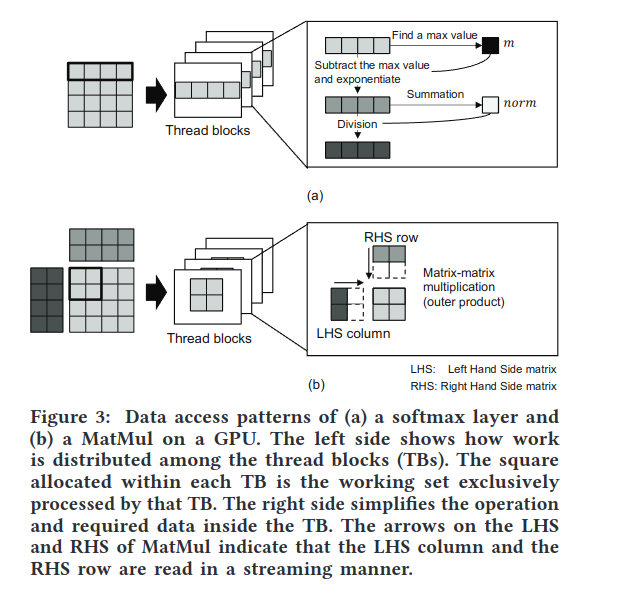 Find a max value
m
Subtract the max value
and exponentiate
Summation
norm
Division
Thread blocks
(a)
RHS row
Matrix-matrix
multiplication
(outer product)
LHS column
Thread blocks
LHS: Left Hand Side matrix
(b)
RHS: Right Hand Side matrix
Figure 3: Data access patterns of (a) a softmax layer and
(b) a MatMul on a GPU. The left side shows how work
is distributed among the thread blocks (TBs). The square
allocated within each TB is the working set exclusively
processed by that TB. The right side simplifies the operation
and required data inside the TB. The arrows on the LHS
and RHS of MatMul indicate that the LHS column and the
RHS row are read in a streaming manner.